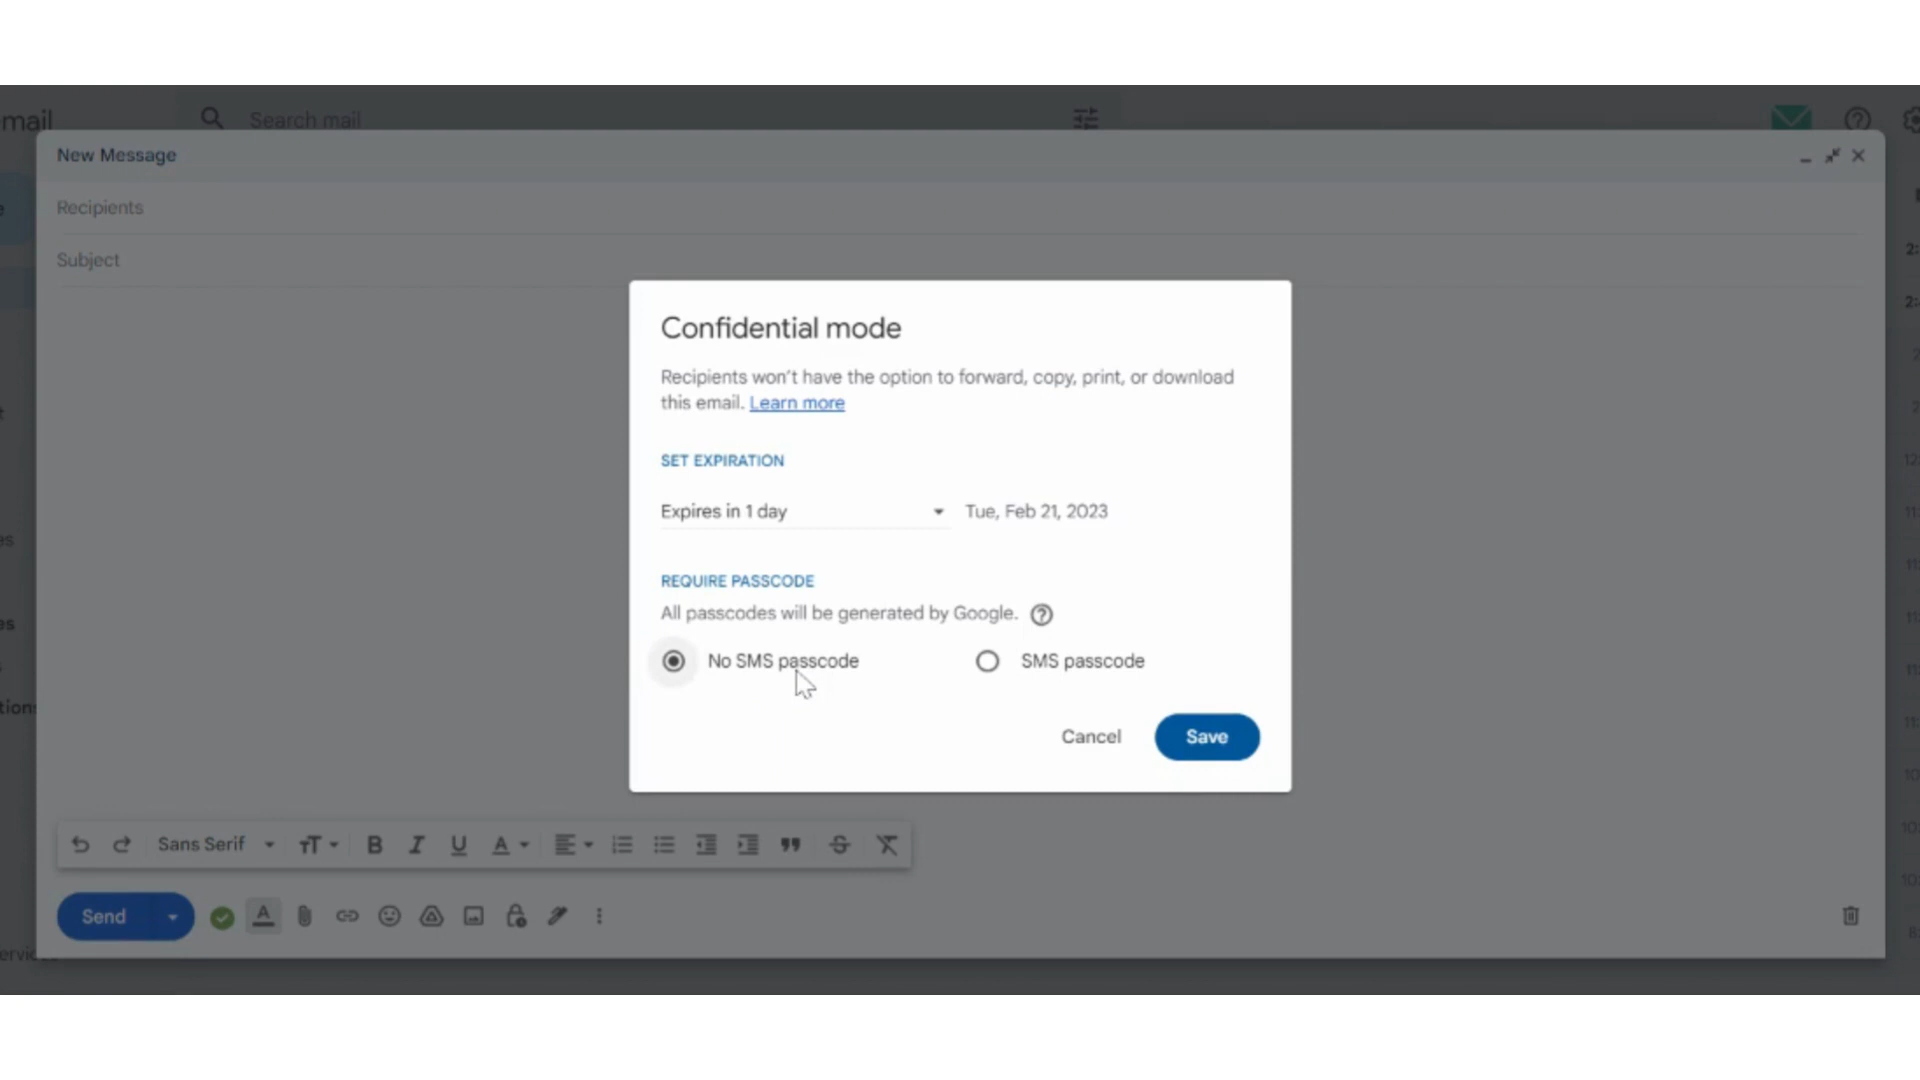 mail
Search mail
New Message
Recipients
Subject
Confidential mode
Recipients won't have the option to forward, copy, print, or download
this email. Learn more
SET EXPIRATION
Expires in 1 day
Tue, Feb 21, 2023
REQUIRE PASSCODE
All passcodes will be generated by Google.
No SMS passcode
SMS passcode
Cancel
Save
Sans Serif
Send